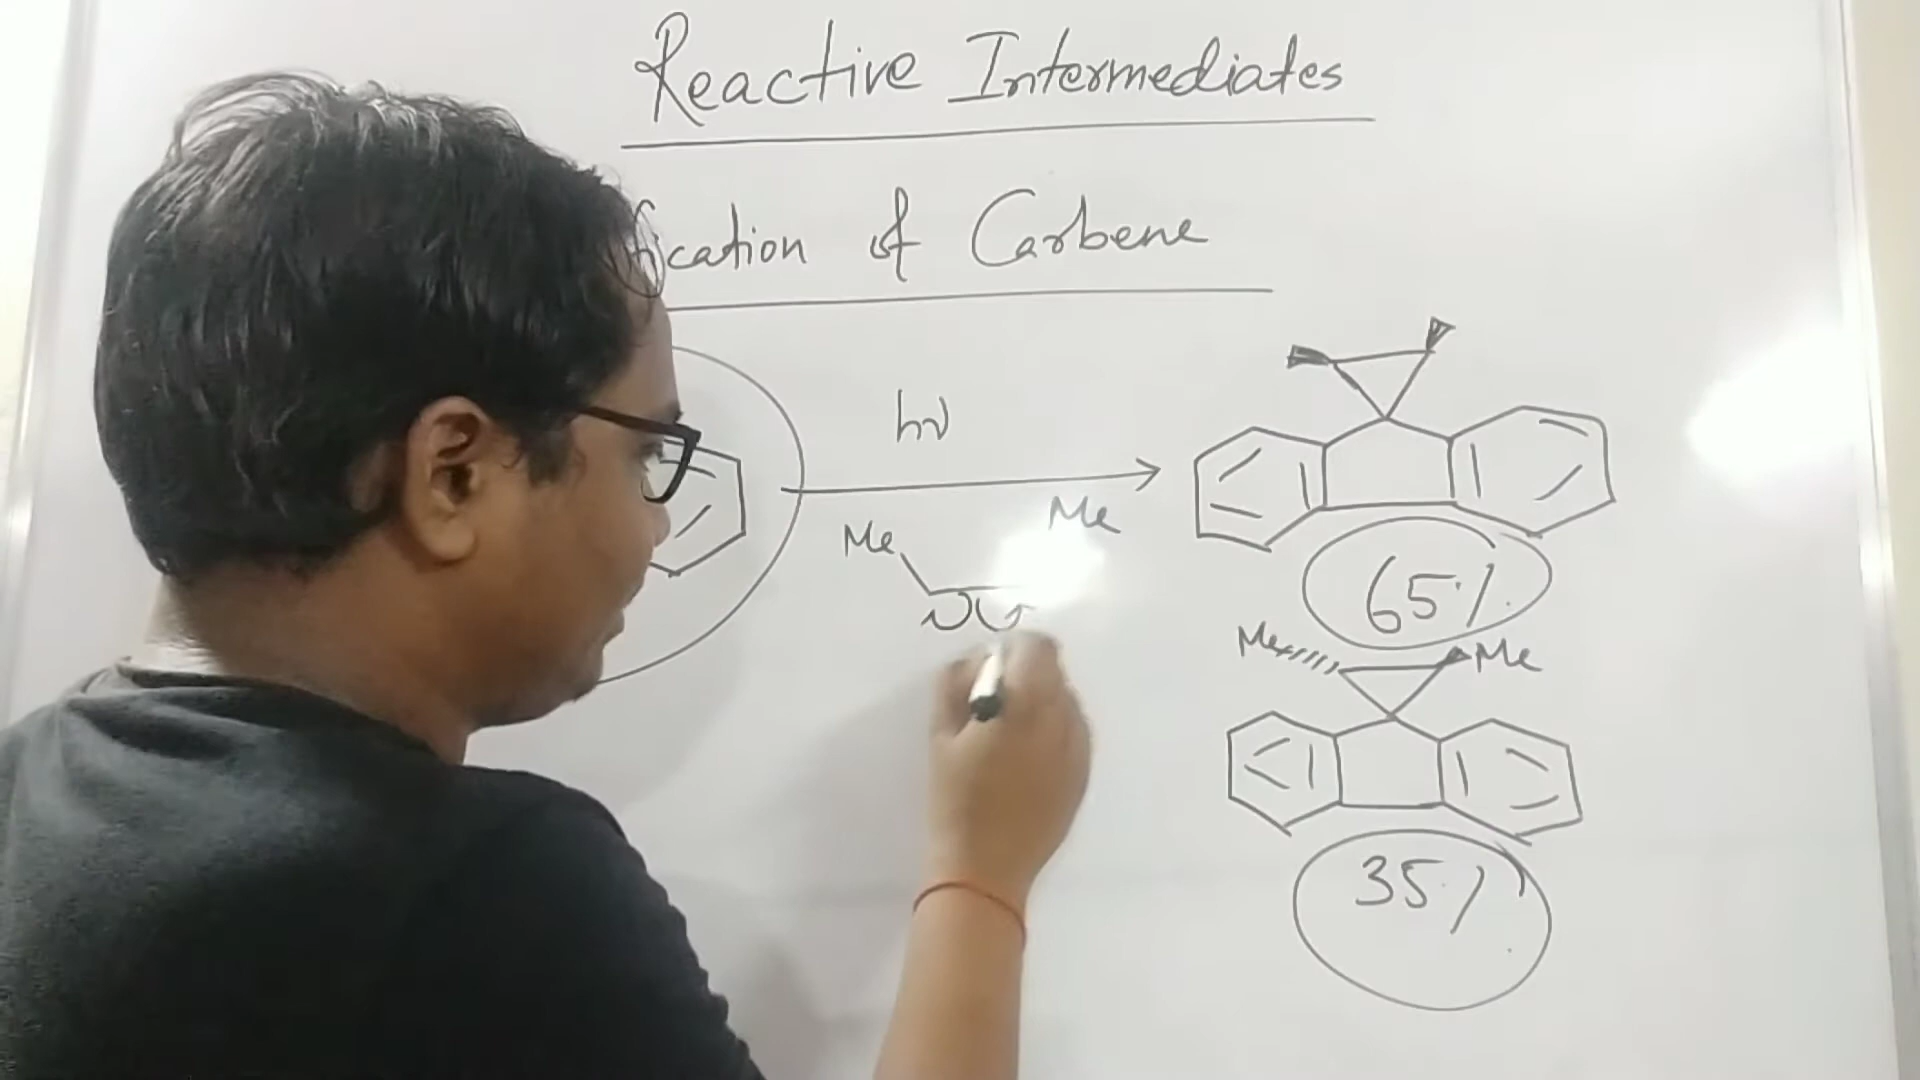 Reactive Intermediates
fication of Carbene
hν
Me
Me
65%
Me
Me
35%